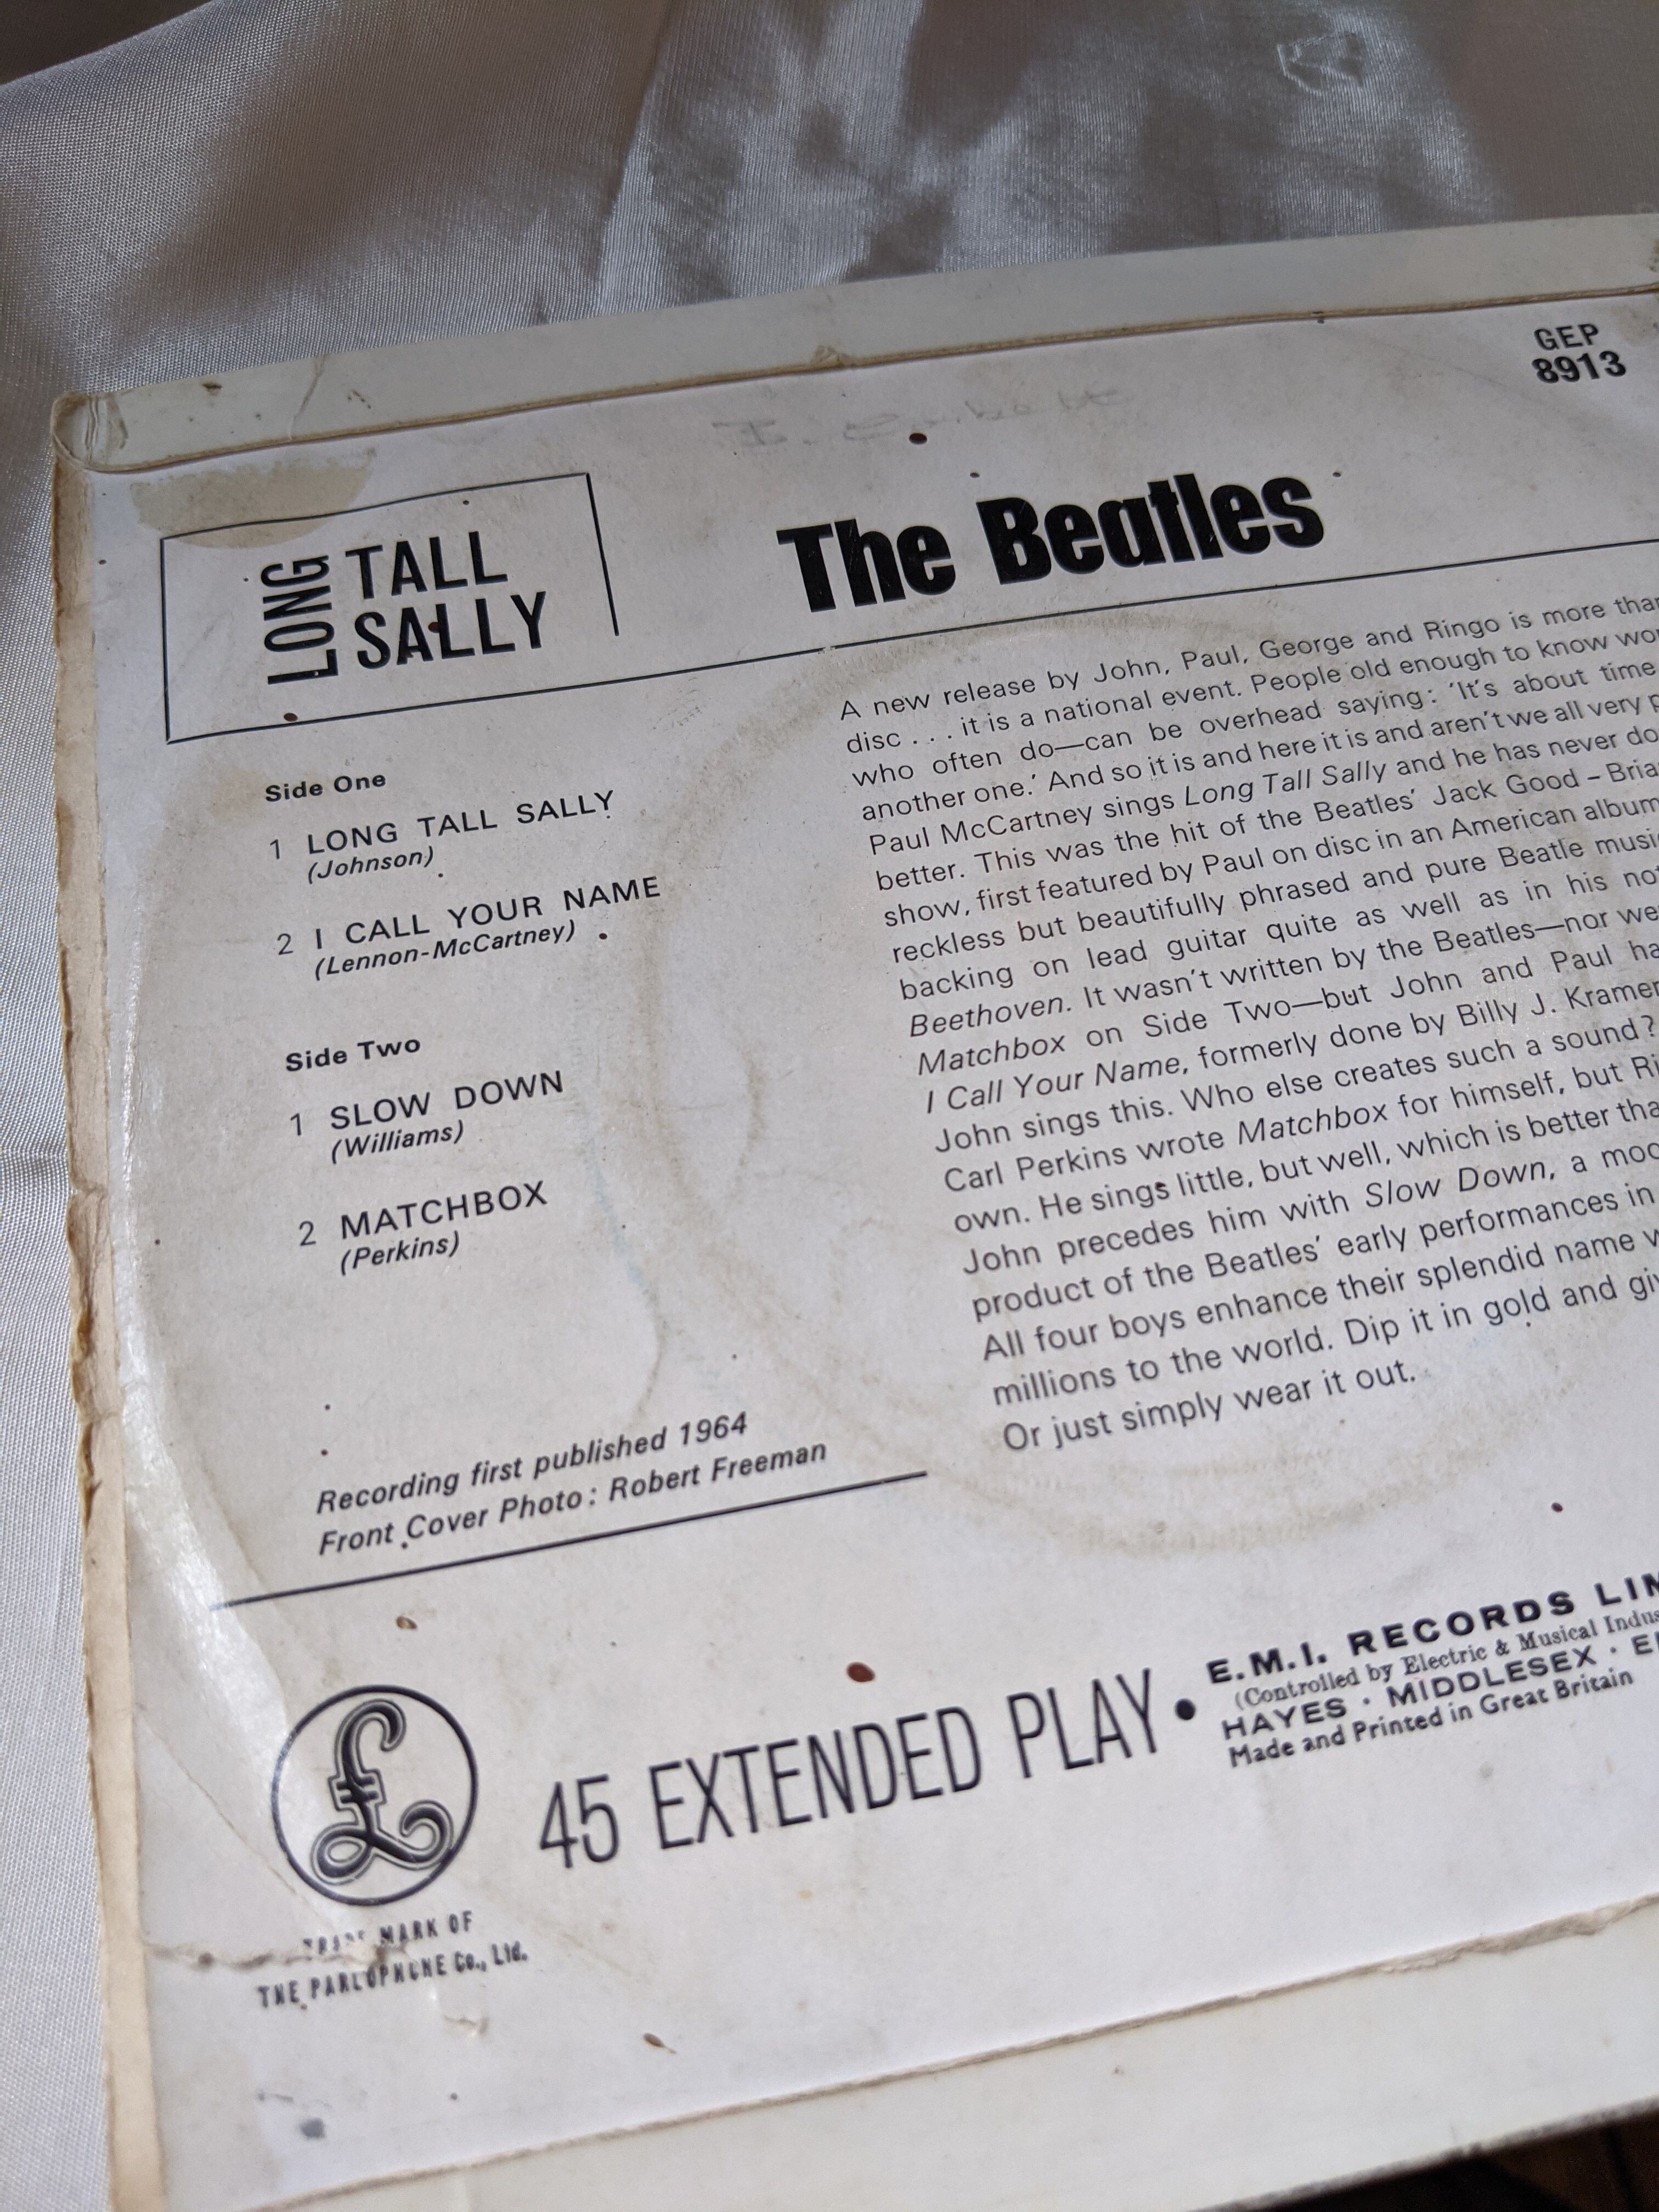 GEP
8913
LONG TALL
SALLY
The Beatles
Side One
1 LONG TALL SALLY
(Johnson)
2 I CALL YOUR NAME
(Lennon-McCartney)
Side Two
1 SLOW DOWN
(Williams)
2 MATCHBOX
(Perkins)
Recording first published 1964
Front Cover Photo: Robert Freeman
A new release by John, Paul, George and Ringo is more than
disc . . . it is a national event. People old enough to know
who often do—can be overhead saying: 'It's about time
another one.' And so it is and here it is and aren't we all very
Paul McCartney sings Long Tall Sally and he has never
better. This was the hit of the Beatles' Jack Good –
show, first featured by Paul on disc in an American album
reckless but beautifully phrased and pure Beatle
backing on lead guitar quite as well as in his
Beethoven. It wasn't written by the Beatles—nor
Matchbox on Side Two—but John and Paul
I Call Your Name, formerly done by Billy J. Kramer
John sings this. Who else creates such a sound?
Carl Perkins wrote Matchbox for himself, but
own. He sings little, but well, which is better
John precedes him with Slow Down, a
product of the Beatles' early performances in
All four boys enhance their splendid name
millions to the world. Dip it in gold and
Or just simply wear it out.
£
TRADE MARK OF
THE PARLOPHONE Co., Ltd.
45 EXTENDED PLAY •
E.M.I. RECORDS
(Controlled by Electric & Musical
HAYES · MIDDLESEX ·
Made and Printed in Great Britain